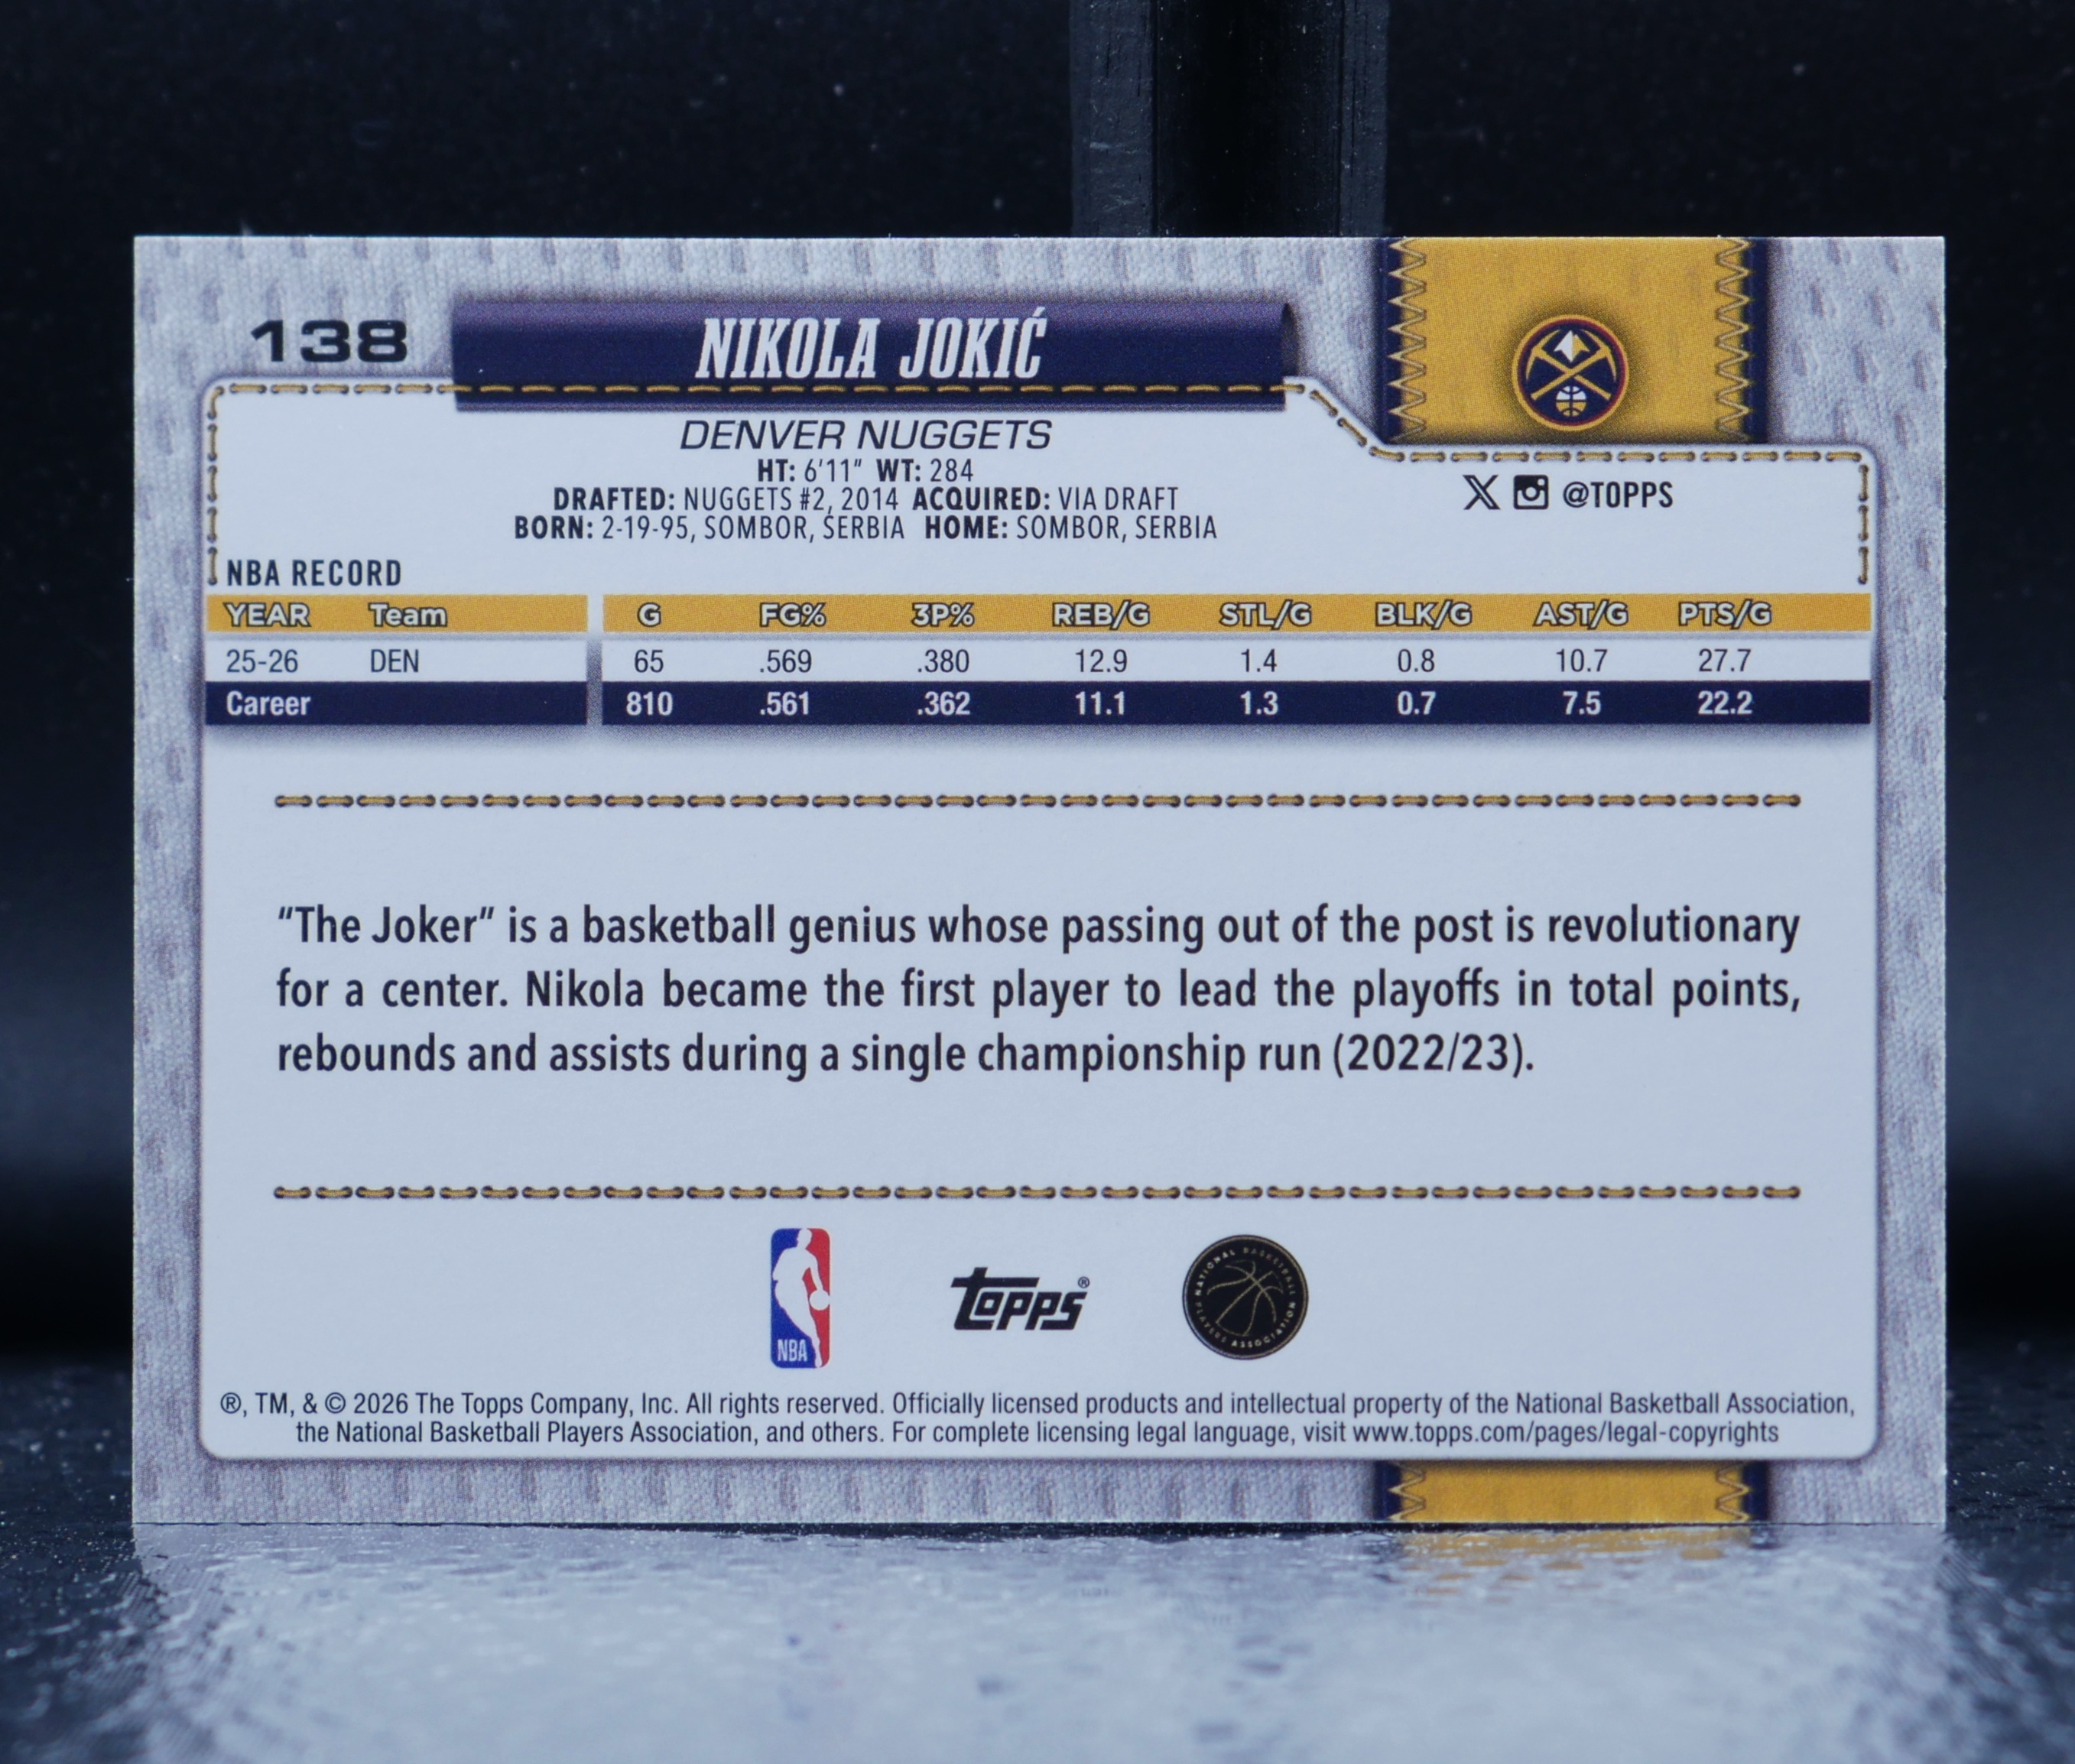 138
NIKOLA JOKIĆ
DENVER NUGGETS
HT: 6'11" WT: 284
DRAFTED: NUGGETS #2, 2014 ACQUIRED: VIA DRAFT
BORN: 2-19-95, SOMBOR, SERBIA HOME: SOMBOR, SERBIA
X @TOPPS
NBA RECORD
YEAR Team G FG% 3P% REB/G STL/G BLK/G AST/G PTS/G
25-26 DEN 65 .569 .380 12.9 1.4 0.8 10.7 27.7
Career 810 .561 .362 11.1 1.3 0.7 7.5 22.2
"The Joker" is a basketball genius whose passing out of the post is revolutionary
for a center. Nikola became the first player to lead the playoffs in total points,
rebounds and assists during a single championship run (2022/23).
NBA
topps®
NATIONAL BASKETBALL
PLAYERS ASSOCIATION
®, TM, & © 2026 The Topps Company, Inc. All rights reserved. Officially licensed products and intellectual property of the National Basketball Association,
the National Basketball Players Association, and others. For complete licensing legal language, visit www.topps.com/pages/legal-copyrights